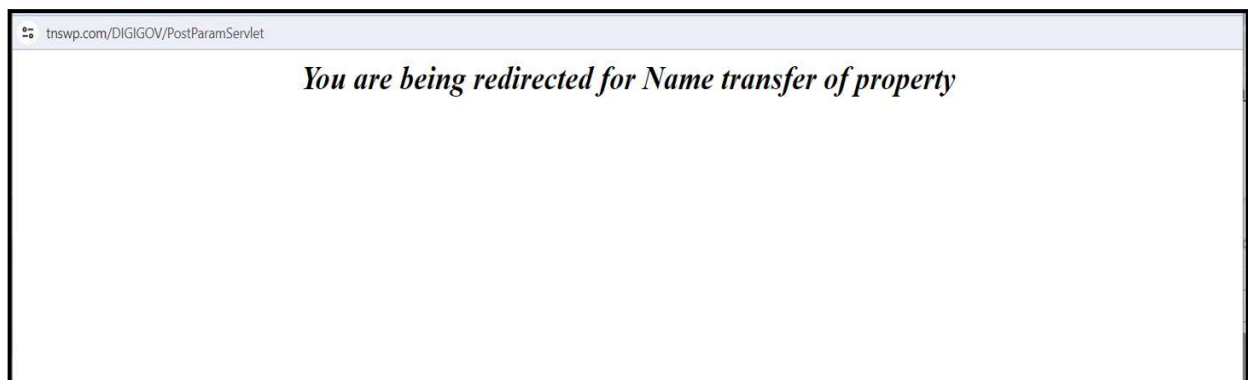 tnswp.com/DIGIGOV/PostParamServlet
You are being redirected for Name transfer of property